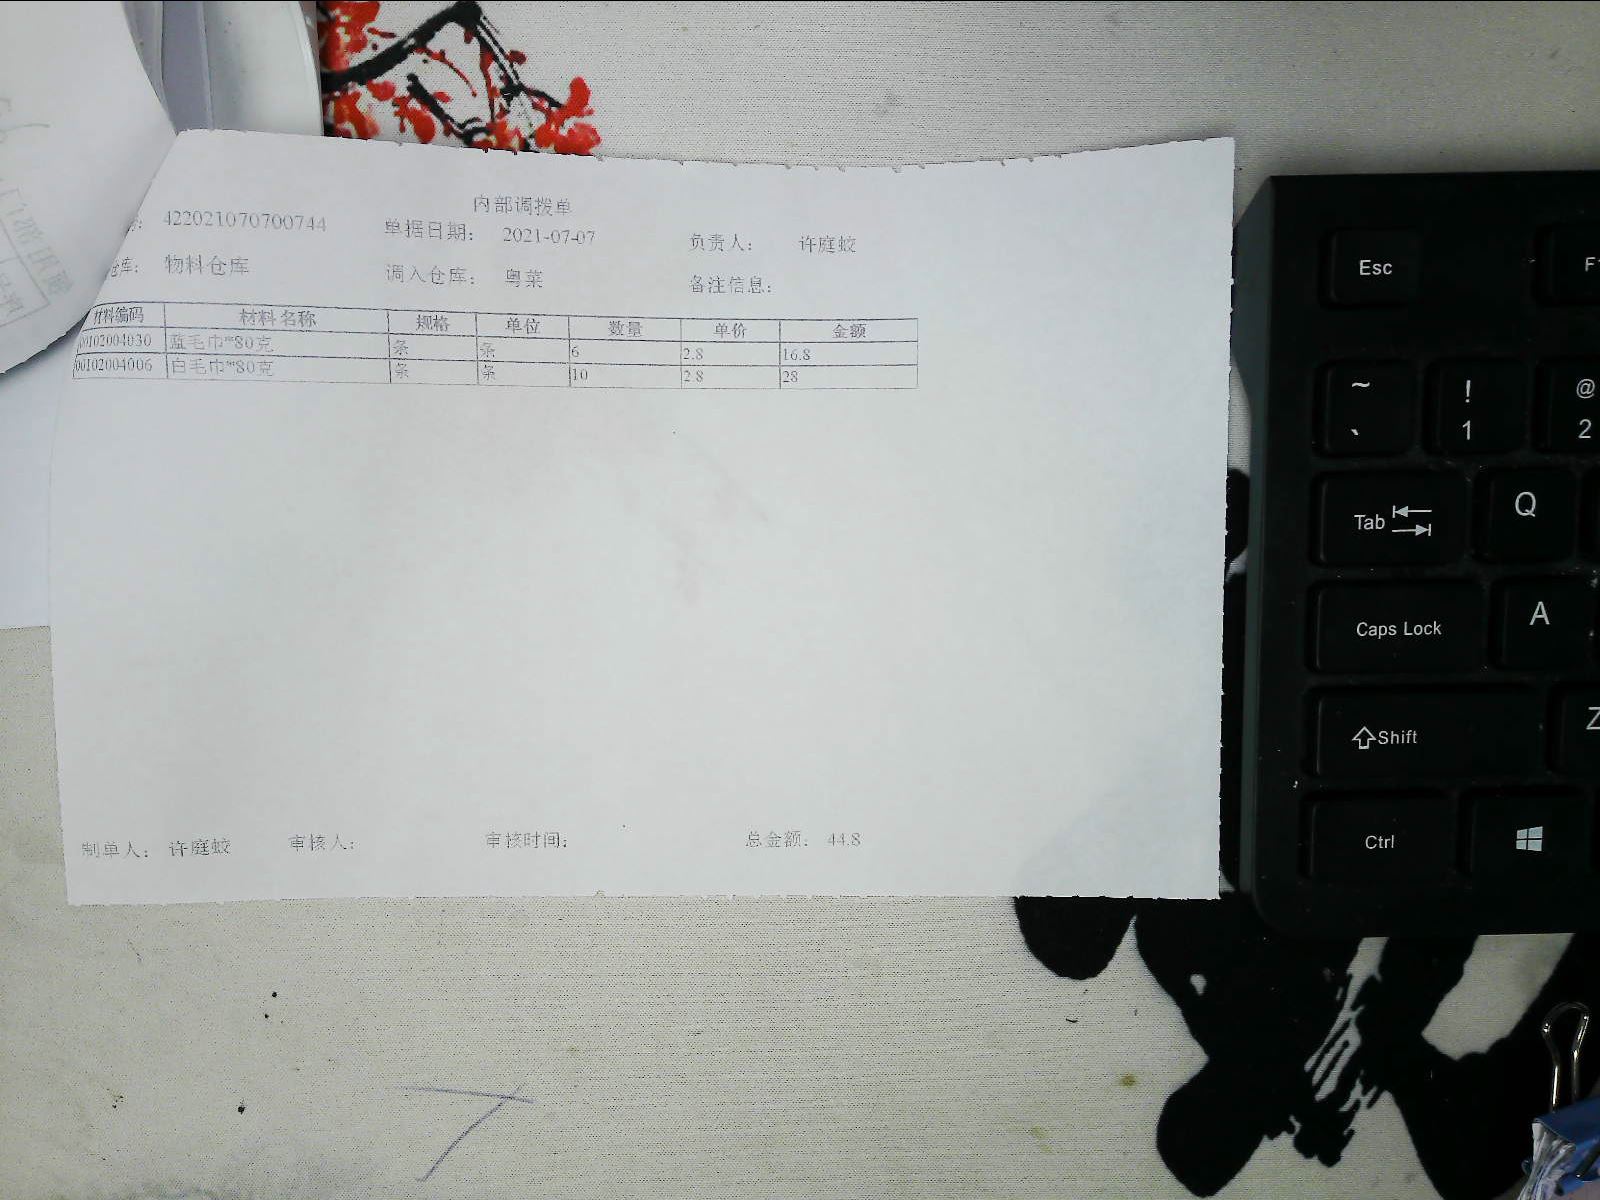 内部调拨单
号: 422021070700744 单据日期: 2021-07-07 负责人: 许庭蛟
仓库: 物料仓库 调入仓库: 粤菜 备注信息:
材料编码 材料名称 规格 单位 数量 单价 金额
00102004030 蓝毛巾*80克 条 条 6 2.8 16.8
00102004006 白毛巾*80克 条 条 10 2.8 28
制单人: 许庭蛟 审核人: 审核时间: 总金额: 44.8
Esc
~ ! @
` 1 2
Tab Q
Caps Lock A
Shift Z
Ctrl